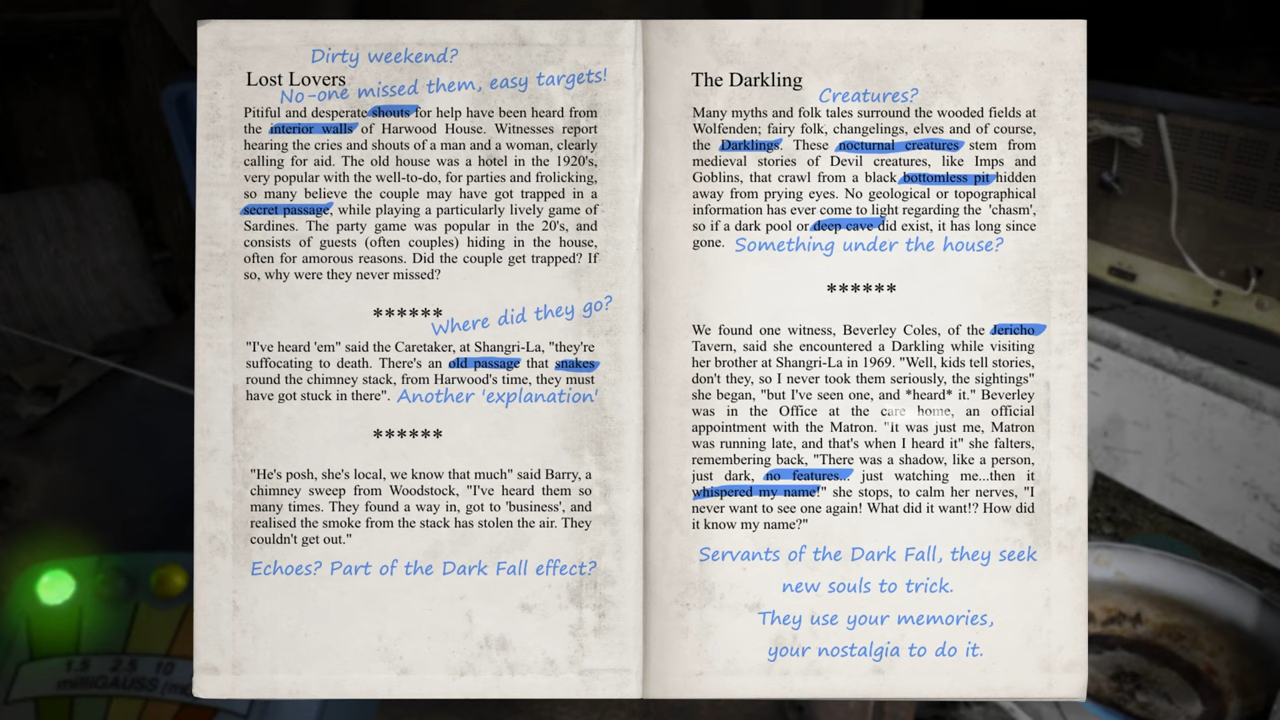 Dirty weekend?
Lost Lovers
No-one missed them, easy targets!
Pitiful and desperate shouts for help have been heard from
the interior walls of Harwood House. Witnesses report
hearing the cries and shouts of a man and a woman, clearly
calling for aid. The old house was a hotel in the 1920's,
very popular with the well-to-do, for parties and frolicking,
so many believe the couple may have got trapped in a
secret passage, while playing a particularly lively game of
Sardines. The party game was popular in the 20's, and
consists of guests (often couples) hiding in the house,
often for amorous reasons. Did the couple get trapped? If
so, why were they never missed?
******
Where did they go?
"I've heard 'em" said the Caretaker, at Shangri-La, "they're
suffocating to death. There's an old passage that snakes
round the chimney stack, from Harwood's time, they must
have got stuck in there". Another 'explanation'
******
"He's posh, she's local, we know that much" said Barry, a
chimney sweep from Woodstock, "I've heard them so
many times. They found a way in, got to 'business', and
realised the smoke from the stack has stolen the air. They
couldn't get out."
Echoes? Part of the Dark Fall effect?
The Darkling
Creatures?
Many myths and folk tales surround the wooded fields at
Wolfenden; fairy folk, changelings, elves and of course,
the Darklings. These nocturnal creatures stem from
medieval stories of Devil creatures, like Imps and
Goblins, that crawl from a black bottomless pit hidden
away from prying eyes. No geological or topographical
information has ever come to light regarding the 'chasm',
so if a dark pool or deep cave did exist, it has long since
gone. Something under the house?
******
We found one witness, Beverley Coles, of the Jericho
Tavern, said she encountered a Darkling while visiting
her brother at Shangri-La in 1969. "Well, kids tell stories,
don't they, so I never took them seriously, the sightings"
she began, "but I've seen one, and *heard* it." Beverley
was in the Office at the care home, an official
appointment with the Matron. "It was just me, Matron
was running late, and that's when I heard it" she falters,
remembering back, "There was a shadow, like a person,
just dark, no features... just watching me...then it
whispered my name!" she stops, to calm her nerves, "I
never want to see one again! What did it want!? How did
it know my name?"
Servants of the Dark Fall, they seek
new souls to trick.
They use your memories,
your nostalgia to do it.
1.5 2.5 10
milliGAUSS (m